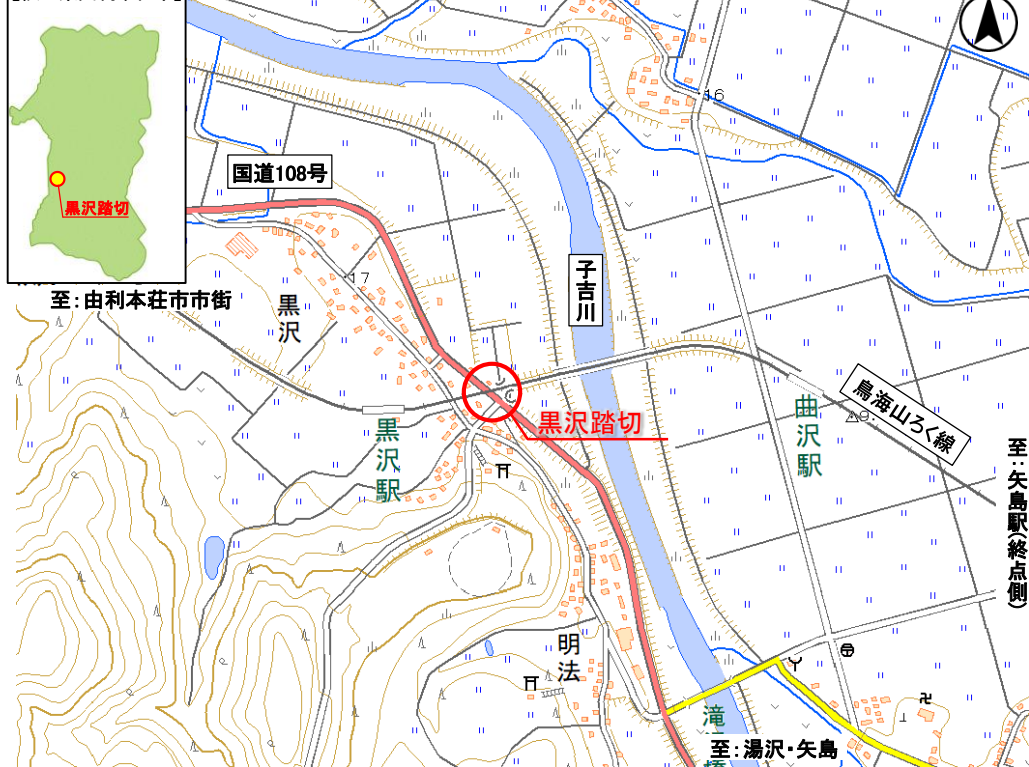 黒沢踏切
国道108号
16
17
至:由利本荘市市街
黒沢
子吉川
黒沢踏切
黒沢駅
曲沢駅
9
鳥海山ろく線
至:矢島駅(終点側)
明法
滝
至:湯沢・矢島